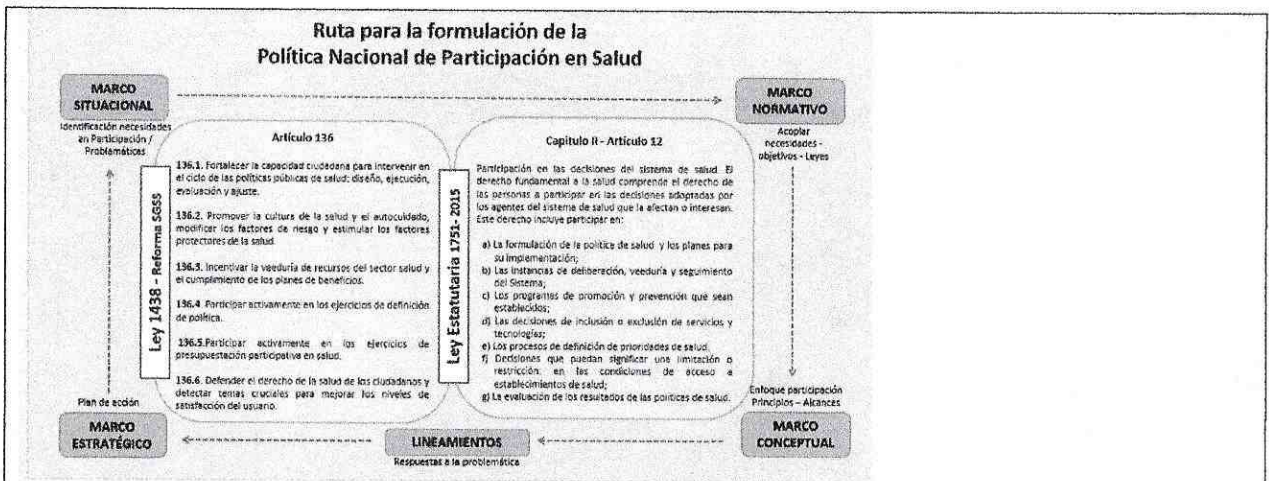 Ruta para la formulación de la
Política Nacional de Participación en Salud
MARCO
SITUACIONAL
Identificación necesidades
en Participación /
Problemáticas
MARCO
NORMATIVO
Acoplar
necesidades -
objetivos - Leyes
Ley 1438 - Reforma SGSS
Artículo 136
136.1. Fortalecer la capacidad ciudadana para intervenir en
el ciclo de las políticas públicas de salud: diseño, ejecución,
evaluación y ajuste.
136.2. Promover la cultura de la salud y el autocuidado,
modificar los factores de riesgo y estimular los factores
protectores de la salud.
136.3. Incentivar la veeduría de recursos del sector salud y
el cumplimiento de los planes de beneficios.
136.4. Participar activamente en los ejercicios de definición
de política.
136.5.Participar activamente en los ejercicios de
presupuestación participativa en salud.
136.6. Defender el derecho de la salud de los ciudadanos y
detectar temas cruciales para mejorar los niveles de
satisfacción del usuario.
Ley Estatutaria 1751- 2015
Capitulo II - Artículo 12
Participación en las decisiones del sistema de salud. El
derecho fundamental a la salud comprende el derecho de
las personas a participar en las decisiones adoptadas por
los agentes del sistema de salud que la afectan o interesan.
Este derecho incluye participar en:
a) La formulación de la política de salud y los planes para
su implementación;
b) Las instancias de deliberación, veeduría y seguimiento
del Sistema;
c) Los programas de promoción y prevención que sean
establecidos;
d) Las decisiones de inclusión o exclusión de servicios y
tecnologías;
e) Los procesos de definición de prioridades de salud.
f) Decisiones que puedan significar una limitación o
restricción en las condiciones de acceso a
establecimientos de salud;
g) La evaluación de los resultados de las políticas de salud.
Plan de acción
MARCO
ESTRATÉGICO
LINEAMIENTOS
Respuestas a la problemática
Enfoque participación
Principios – Alcances
MARCO
CONCEPTUAL